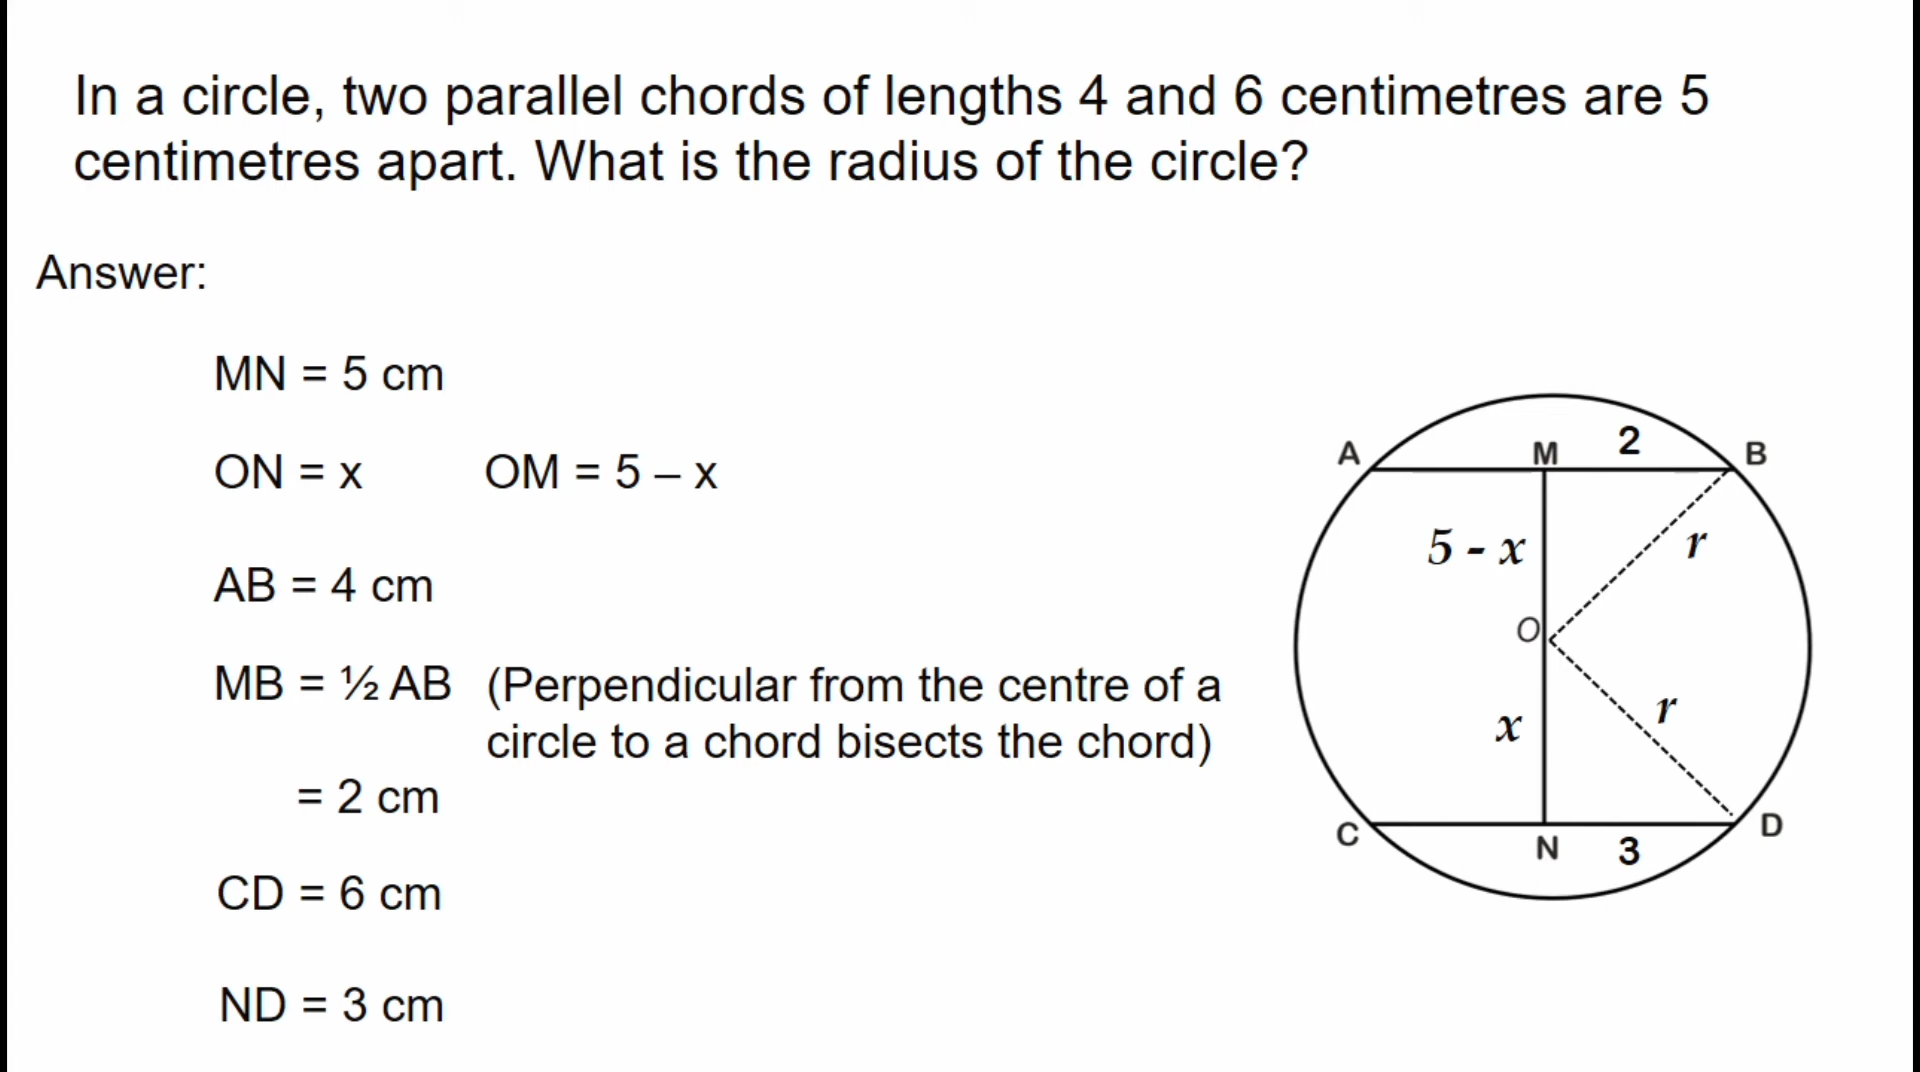 In a circle, two parallel chords of lengths 4 and 6 centimetres are 5
centimetres apart. What is the radius of the circle?
Answer:
MN = 5 cm
ON = x OM = 5 – x
AB = 4 cm
MB = ½ AB (Perpendicular from the centre of a
circle to a chord bisects the chord)
= 2 cm
CD = 6 cm
ND = 3 cm
A M 2 B
5 - x r
O
x r
C N 3 D